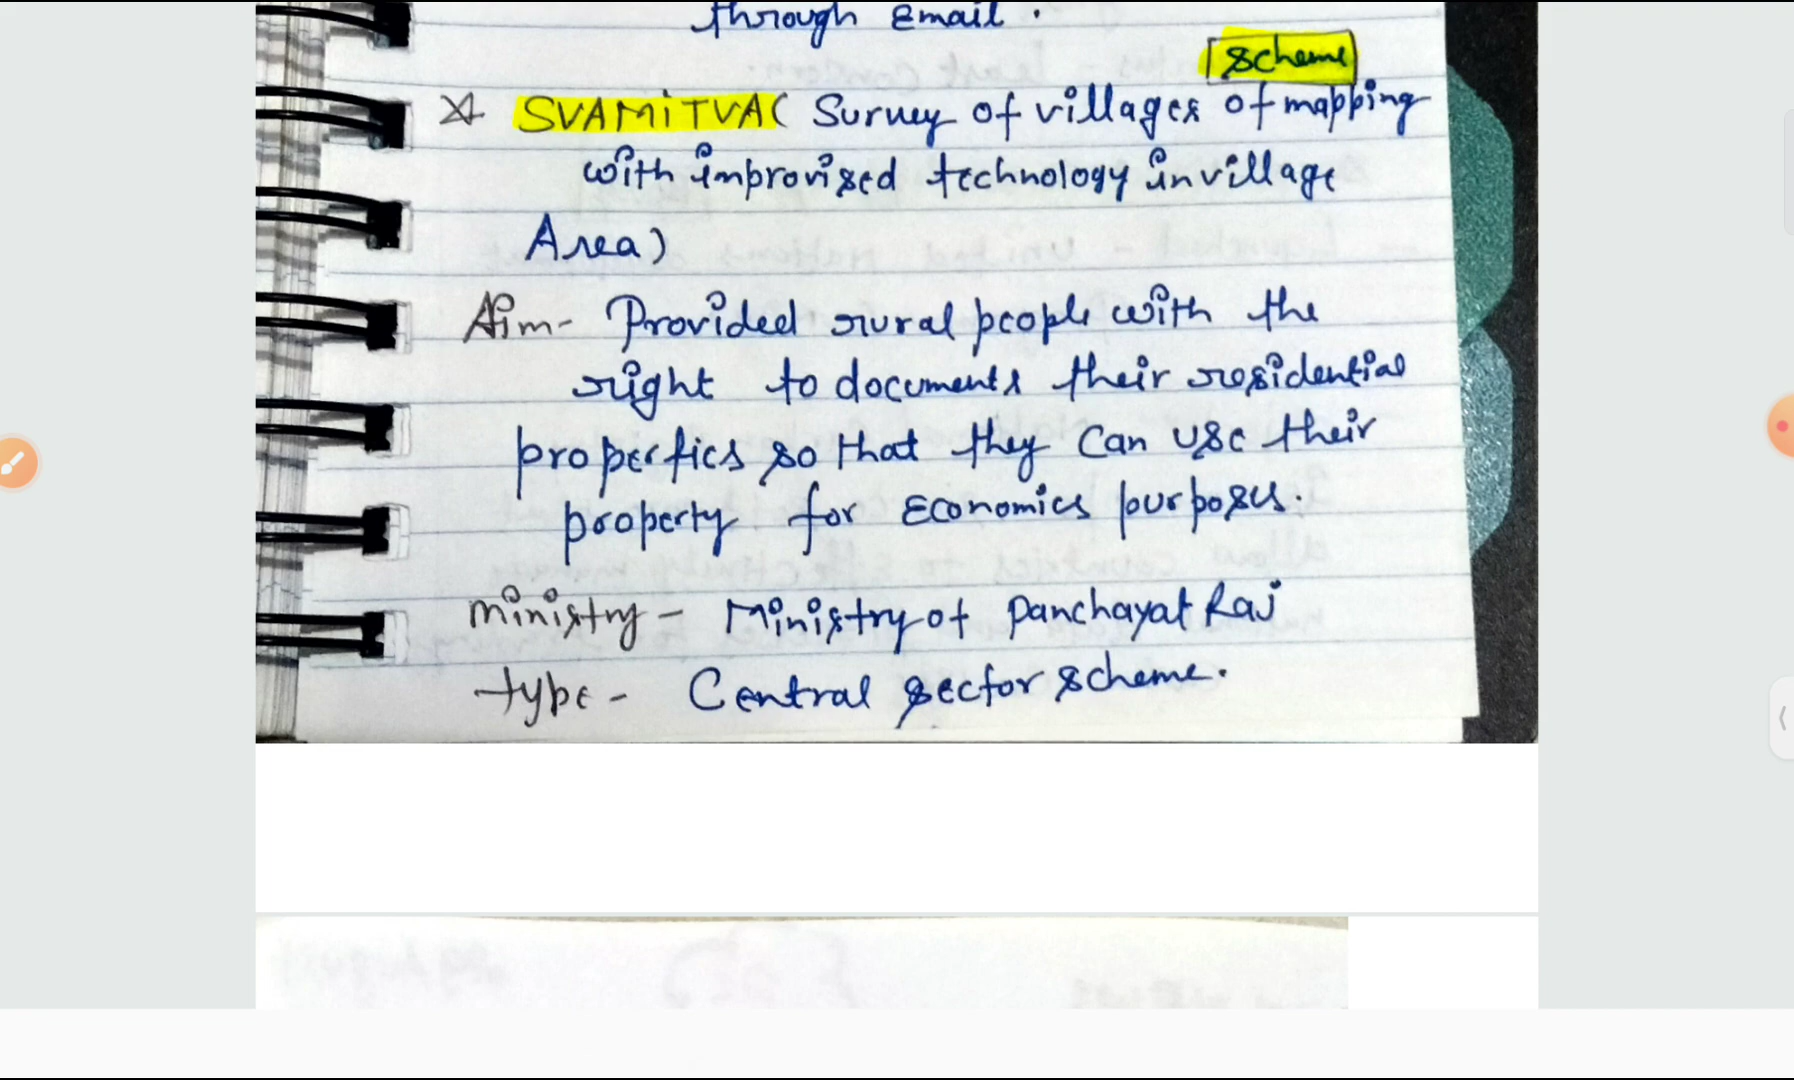 through Email.
Scheme
SVAMITVA ( Survey of villages of mapping
with improvised technology in village
Area)
Aim- Provided rural people with the
right to documents their residential
properties so that they can use their
property for Economics purposes.
Ministry - Ministry of Panchayat Raj
type - Central sector scheme.